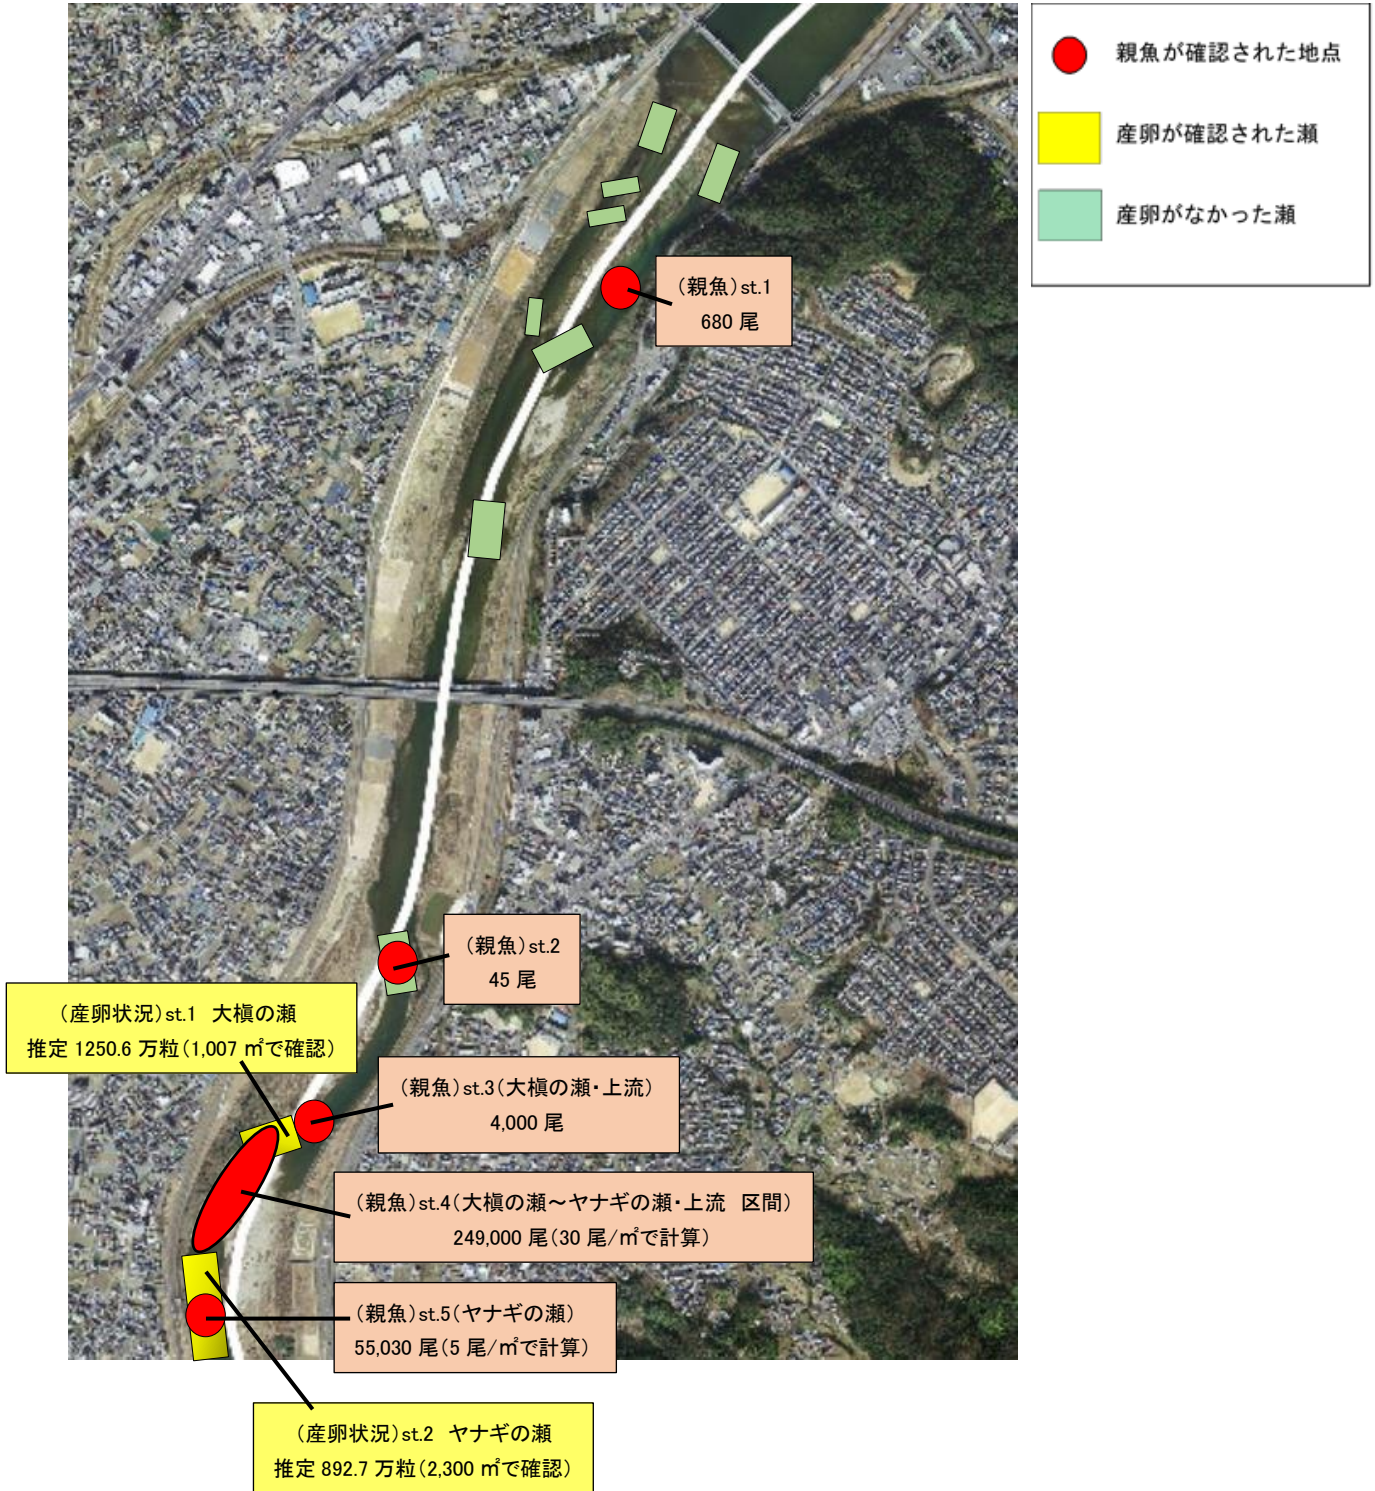 親魚が確認された地点
産卵が確認された瀬
産卵がなかった瀬
（親魚）st.1
680 尾
（親魚）st.2
45 尾
（産卵状況）st.1 大槇の瀬
推定 1250.6 万粒（1,007 ㎡で確認）
（親魚）st.3（大槇の瀬・上流）
4,000 尾
（親魚）st.4（大槇の瀬～ヤナギの瀬・上流 区間）
249,000 尾（30 尾/㎡で計算）
（親魚）st.5（ヤナギの瀬）
55,030 尾（5 尾/㎡で計算）
（産卵状況）st.2 ヤナギの瀬
推定 892.7 万粒（2,300 ㎡で確認）